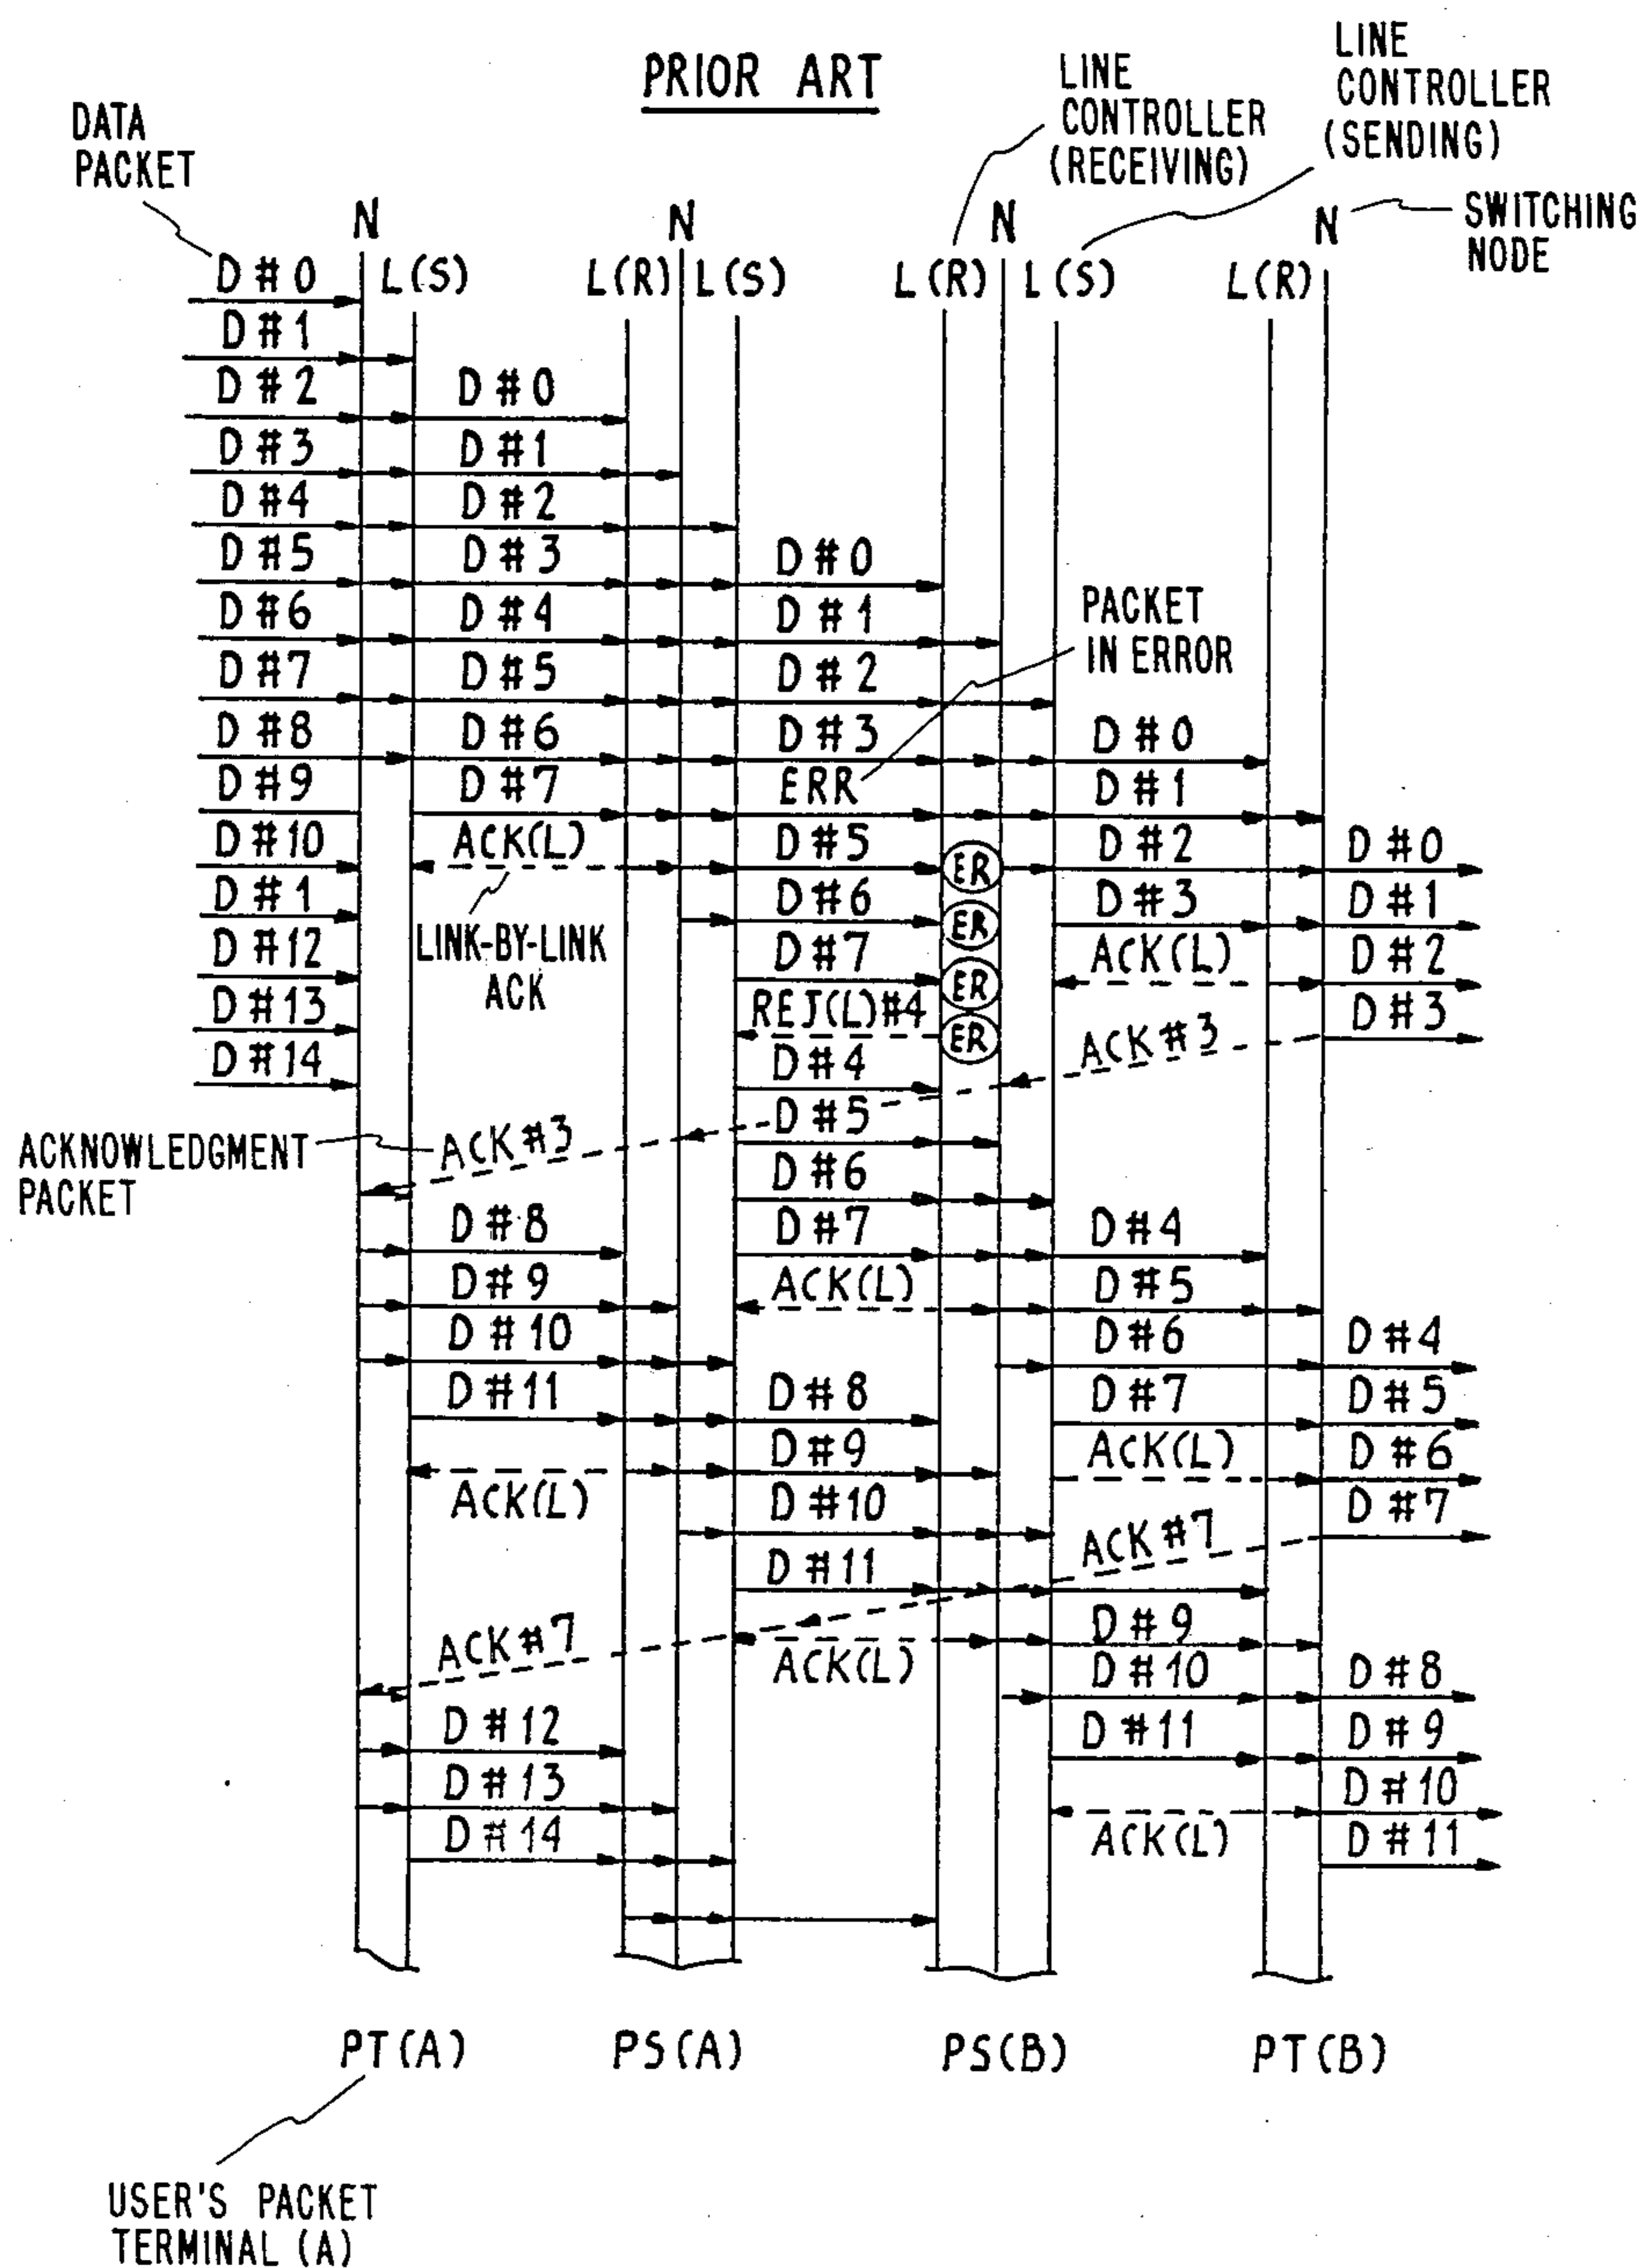 PRIOR ART
LINE
CONTROLLER
(SENDING)
LINE
CONTROLLER
(RECEIVING)
DATA
PACKET
SWITCHING
NODE
N N N N
L(S) L(R) L(S) L(R) L(S) L(R)
D #0
D #1
D #2 D #0
D #3 D #1
D #4 D #2
D #5 D #3 D #0
D #6 D #4 D #1
PACKET
IN ERROR
D #7 D #5 D #2
D #8 D #6 D #3 D #0
D #9 D #7 ERR D #1
D #10 ACK(L) D #5 ER D #2 D #0
D #1 D #6 ER D #3 D #1
LINK-BY-LINK
ACK
D #12 D #7 ER ACK(L) D #2
D #13 REJ(L)#4 ER ACK #3 D #3
D #14 D #4
D #5
ACKNOWLEDGMENT
PACKET
ACK #3
D #6
D #8 D #7 D #4
D #9 ACK(L) D #5
D #10 D #6 D #4
D #11 D #8 D #7 D #5
ACK(L) D #9 ACK(L) D #6
D #10 ACK #7 D #7
D #11
ACK #7 ACK(L) D #9
D #10 D #8
D #12 D #11 D #9
D #13 D #10
D #14 ACK(L) D #11
PT(A) PS(A) PS(B) PT(B)
USER'S PACKET
TERMINAL (A)